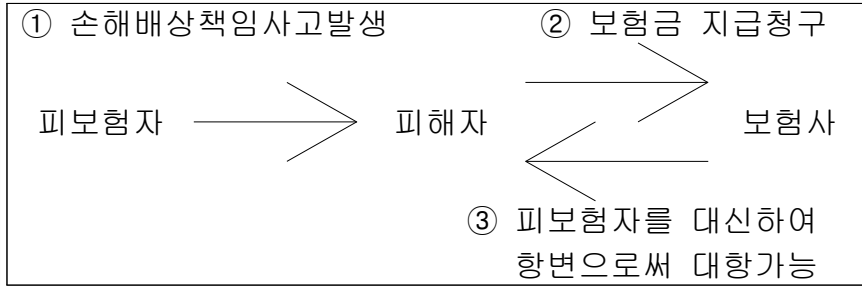 ① 손해배상책임사고발생
② 보험금 지급청구
피보험자
피해자
보험사
③ 피보험자를 대신하여
항변으로써 대항가능